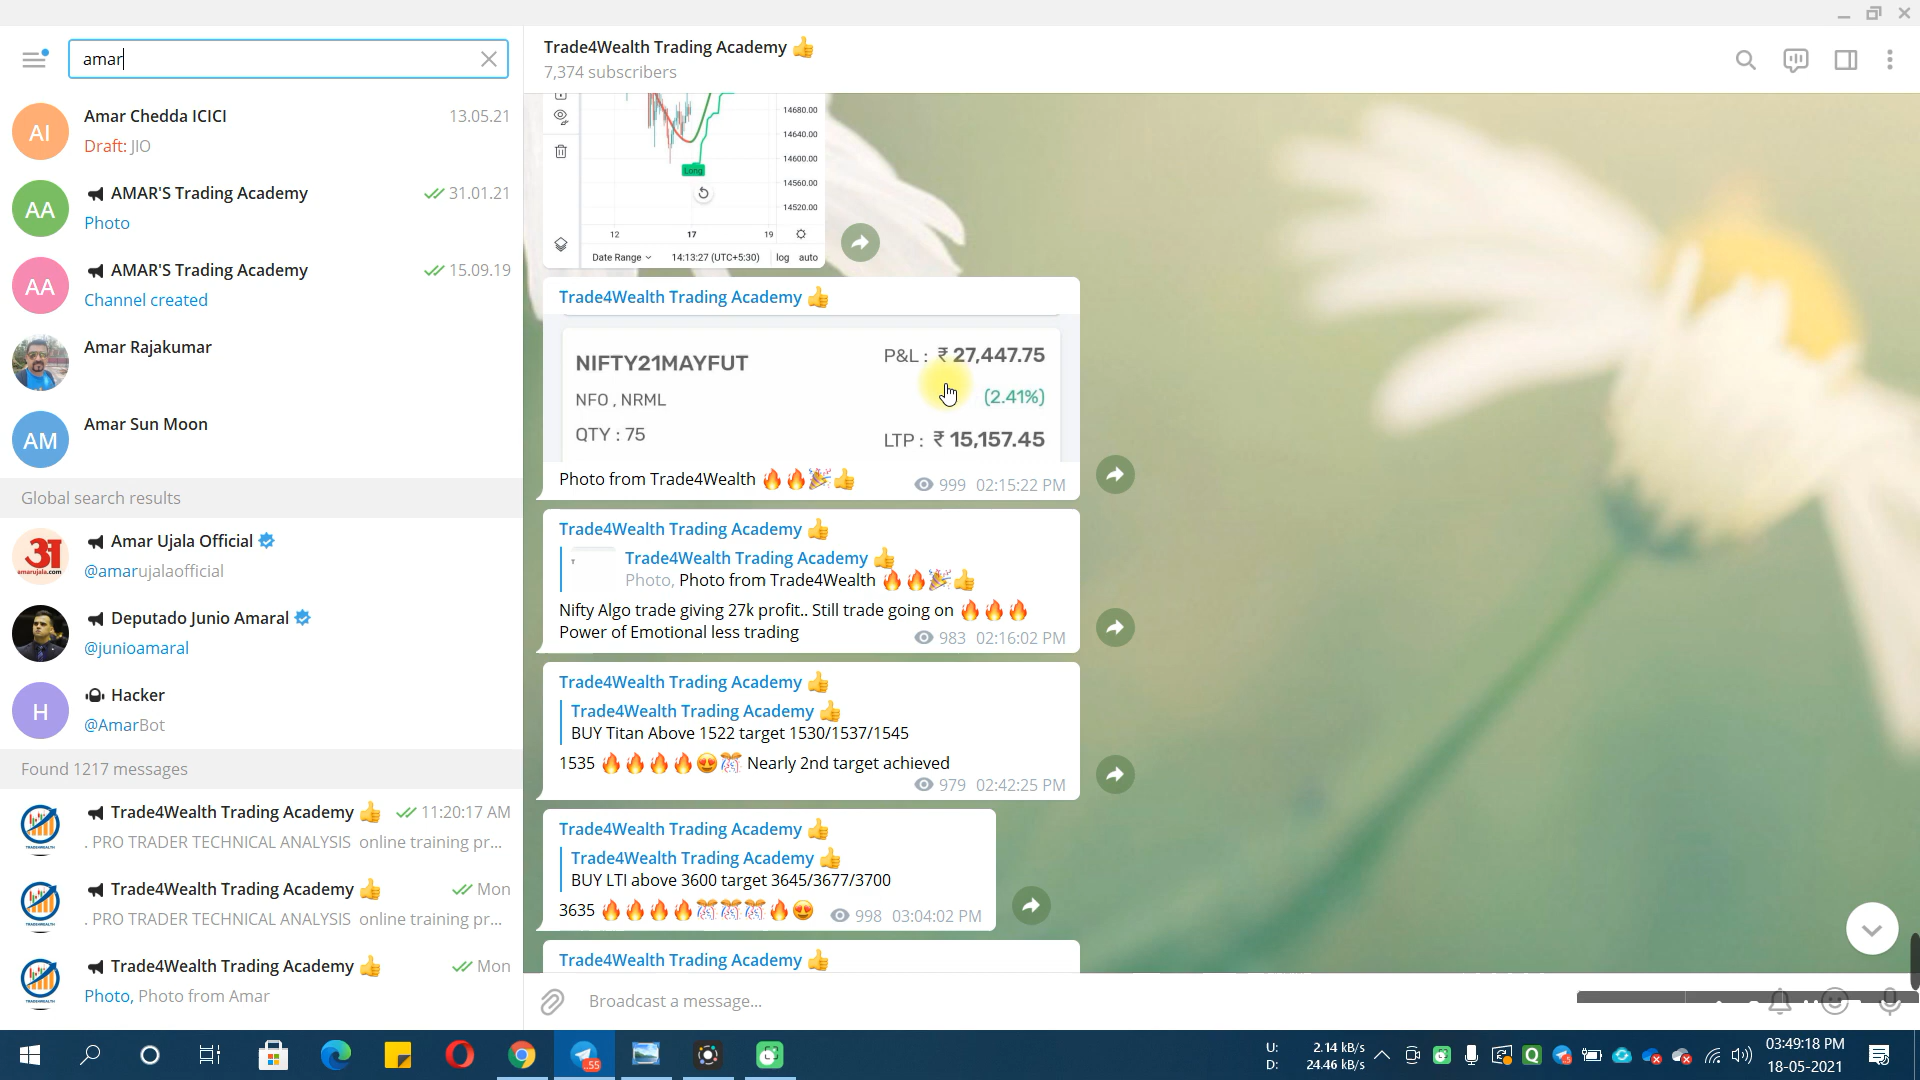 amar
Trade4Wealth Trading Academy 👍
7,374 subscribers
AI
Amar Chedda ICICI
13.05.21
Draft: JIO
AA
AMAR'S Trading Academy
31.01.21
Photo
AA
AMAR'S Trading Academy
15.09.19
Channel created
Amar Rajakumar
AM
Amar Sun Moon
Global search results
अ
amarujala.com
Amar Ujala Official
@amarujalaofficial
Deputado Junio Amaral
@junioamaral
H
Hacker
@AmarBot
Found 1217 messages
TRADE4WEALTH
Trade4Wealth Trading Academy 👍
11:20:17 AM
. PRO TRADER TECHNICAL ANALYSIS online training pr...
TRADE4WEALTH
Trade4Wealth Trading Academy 👍
Mon
. PRO TRADER TECHNICAL ANALYSIS online training pr...
TRADE4WEALTH
Trade4Wealth Trading Academy 👍
Mon
Photo, Photo from Amar
14680.00
14640.00
14600.00
14560.00
14520.00
Long
12 17 19
Date Range 14:13:27 (UTC+5:30) log auto
Trade4Wealth Trading Academy 👍
NIFTY21MAYFUT
P&L : ₹ 27,447.75
NFO , NRML
(2.41%)
QTY : 75
LTP : ₹ 15,157.45
Photo from Trade4Wealth 🔥🔥🎉👍
999 02:15:22 PM
Trade4Wealth Trading Academy 👍
Trade4Wealth Trading Academy 👍
Photo, Photo from Trade4Wealth 🔥🔥🎉👍
Nifty Algo trade giving 27k profit.. Still trade going on 🔥🔥🔥
Power of Emotional less trading
983 02:16:02 PM
Trade4Wealth Trading Academy 👍
Trade4Wealth Trading Academy 👍
BUY Titan Above 1522 target 1530/1537/1545
1535 🔥🔥🔥🔥😍🎊 Nearly 2nd target achieved
979 02:42:25 PM
Trade4Wealth Trading Academy 👍
Trade4Wealth Trading Academy 👍
BUY LTI above 3600 target 3645/3677/3700
3635 🔥🔥🔥🔥🎊🎊🎊🔥😍
998 03:04:02 PM
Trade4Wealth Trading Academy 👍
Broadcast a message...
..55
U: 2.14 kB/s
D: 24.46 kB/s
03:49:18 PM
18-05-2021